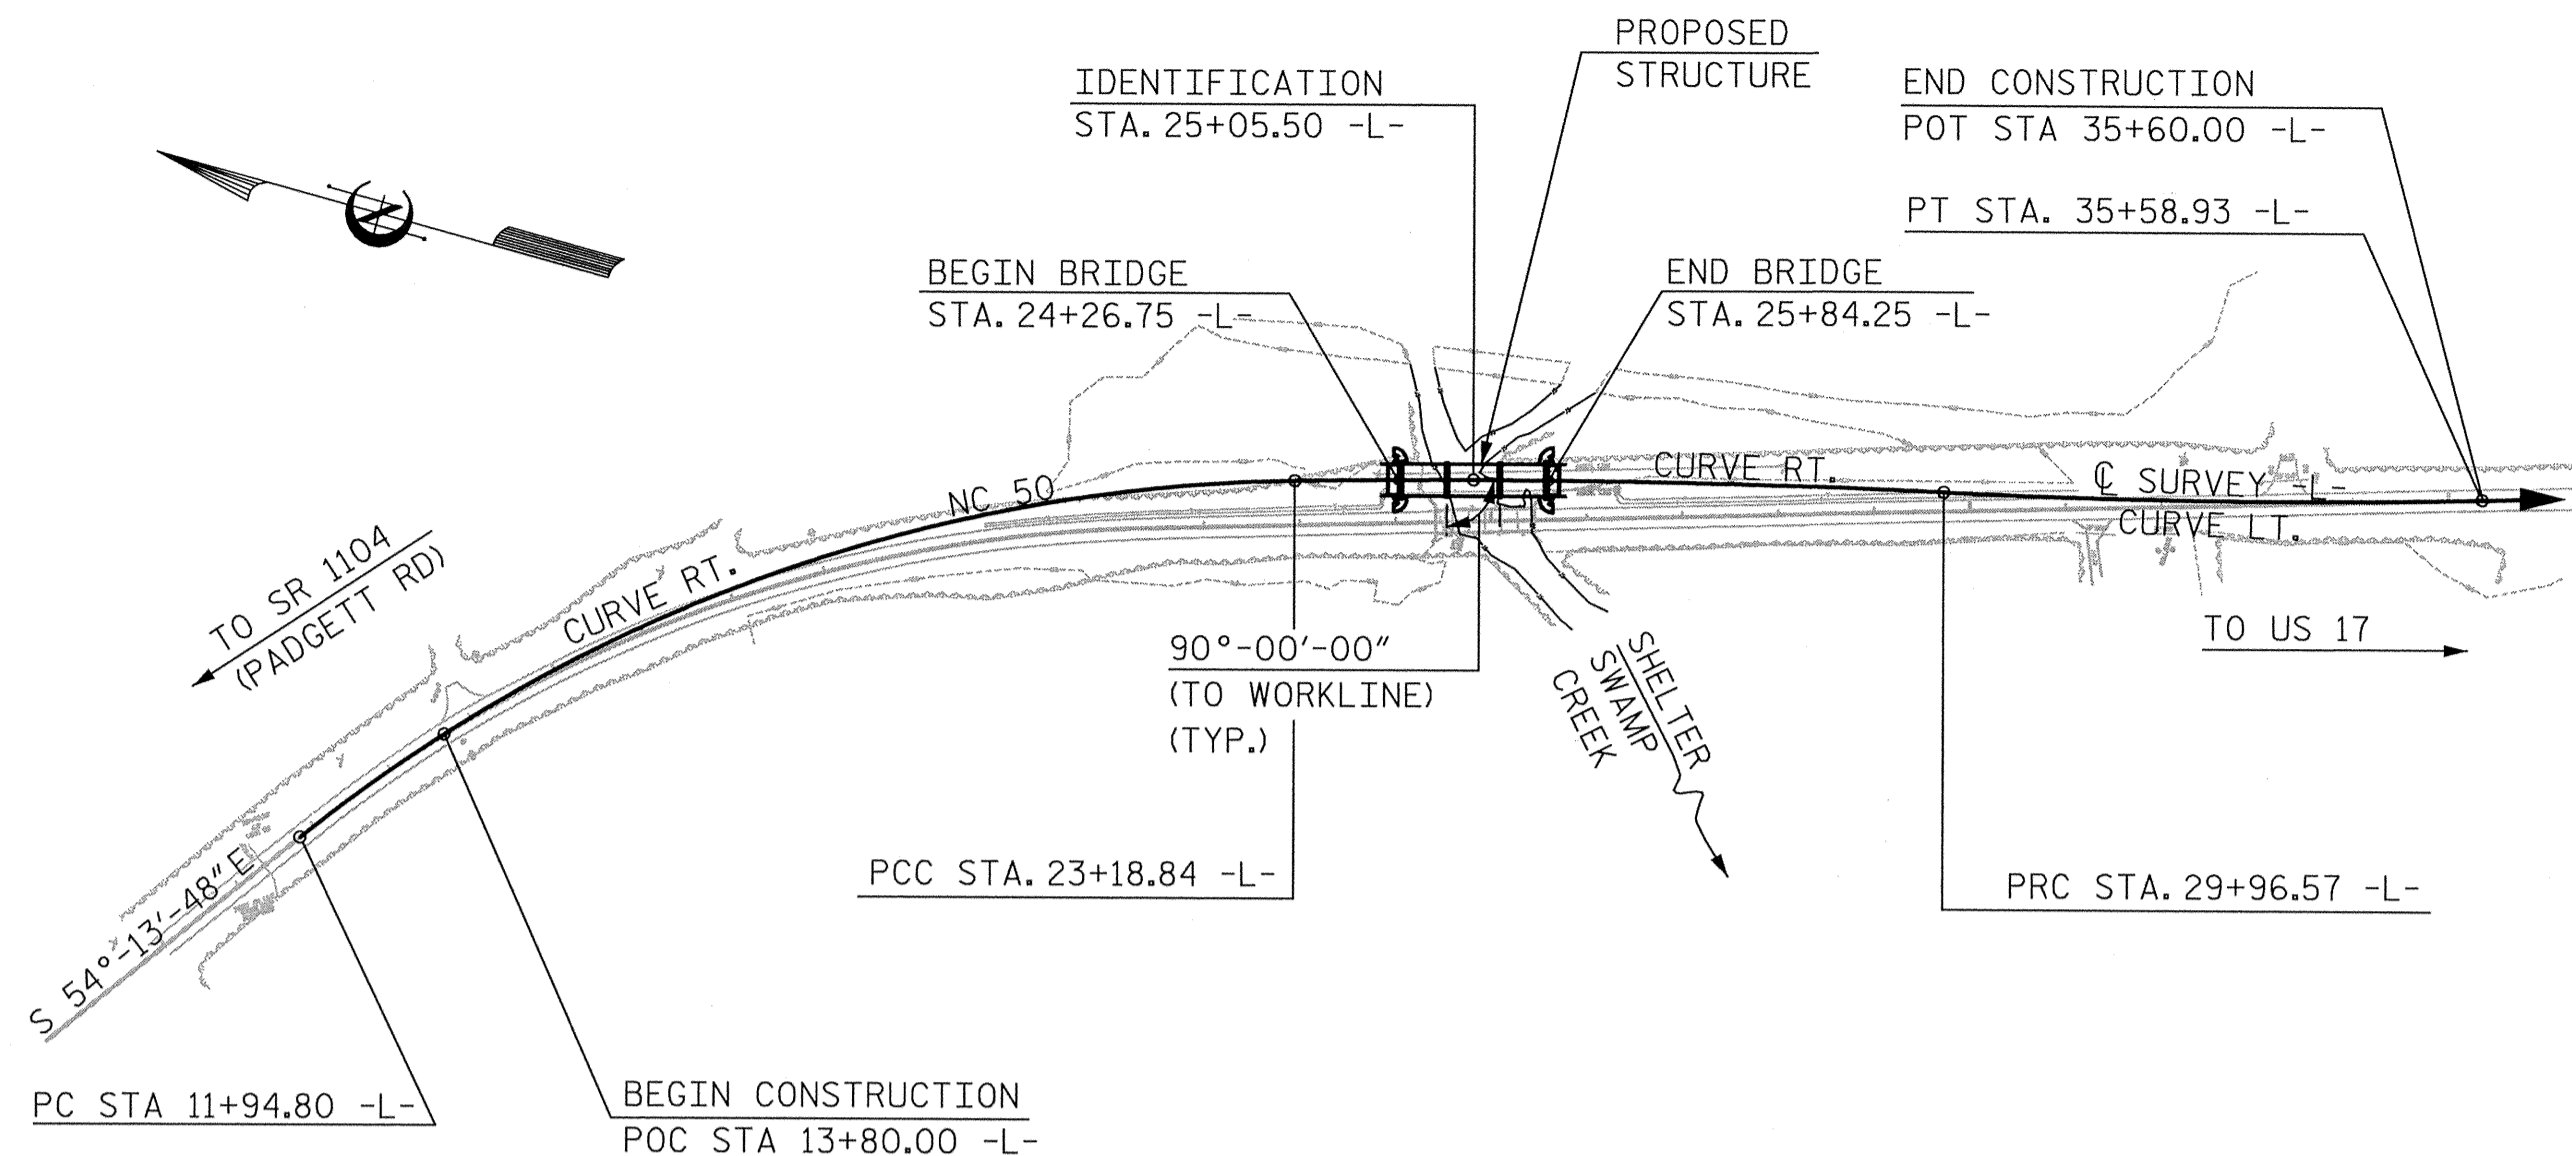 PROPOSED
STRUCTURE
IDENTIFICATION
STA. 25+05.50 -L-
END CONSTRUCTION
POT STA 35+60.00 -L-
PT STA. 35+58.93 -L-
N
BEGIN BRIDGE
STA. 24+26.75 -L-
END BRIDGE
STA. 25+84.25 -L-
CURVE RT.
℄ SURVEY -L-
CURVE LT.
NC 50
CURVE RT.
TO SR 1104
(PADGETT RD)
TO US 17
90°-00'-00"
(TO WORKLINE)
(TYP.)
SHELTER
SWAMP
CREEK
PCC STA. 23+18.84 -L-
PRC STA. 29+96.57 -L-
S 54°-13'-48" E
PC STA 11+94.80 -L-
BEGIN CONSTRUCTION
POC STA 13+80.00 -L-